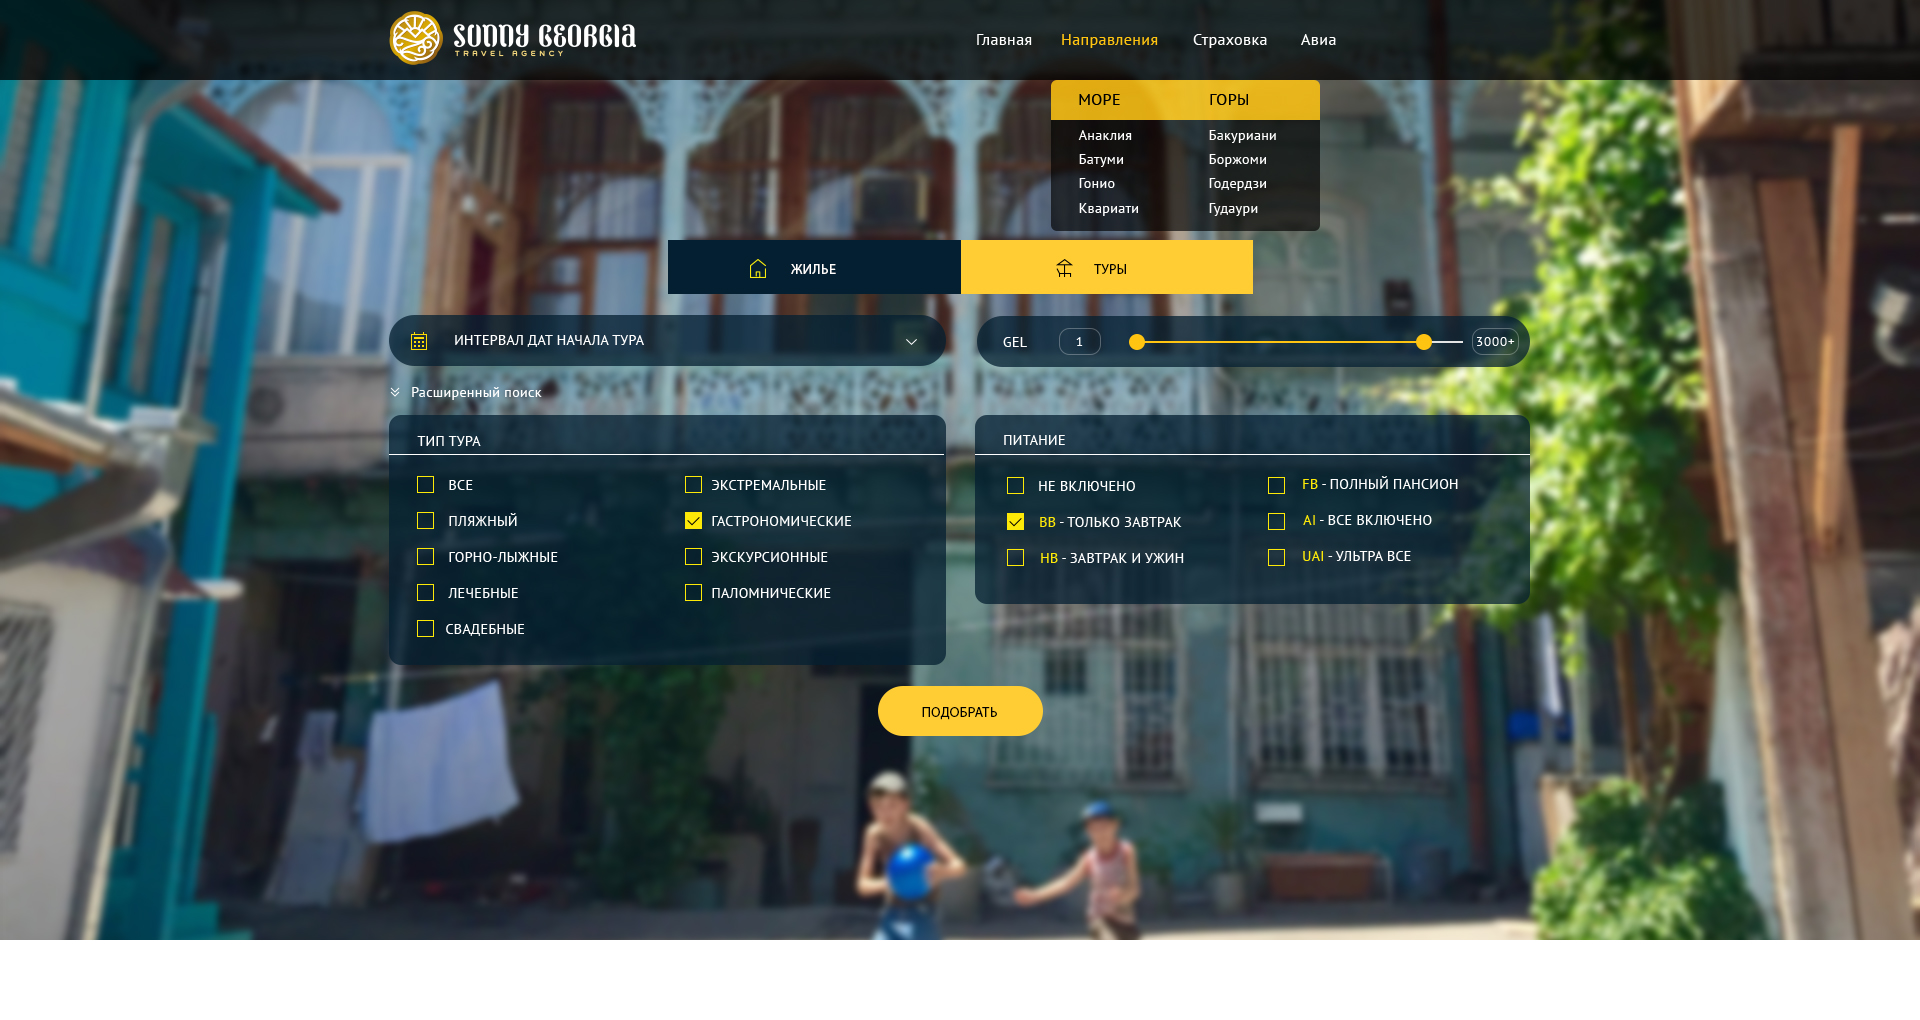 SUNNY GEORGIA
TRAVEL AGENCY
Главная Направления Страховка Авиа
МОРЕ ГОРЫ
Анаклия Бакуриани
Батуми Боржоми
Гонио Годердзи
Квариати Гудаури
ЖИЛЬЕ ТУРЫ
ИНТЕРВАЛ ДАТ НАЧАЛА ТУРА GEL 1 3000+
Расширенный поиск
ТИП ТУРА
ВСЕ ЭКСТРЕМАЛЬНЫЕ
ПЛЯЖНЫЙ ГАСТРОНОМИЧЕСКИЕ
ГОРНО-ЛЫЖНЫЕ ЭКСКУРСИОННЫЕ
ЛЕЧЕБНЫЕ ПАЛОМНИЧЕСКИЕ
СВАДЕБНЫЕ
ПИТАНИЕ
НЕ ВКЛЮЧЕНО FB - ПОЛНЫЙ ПАНСИОН
BB - ТОЛЬКО ЗАВТРАК AI - ВСЕ ВКЛЮЧЕНО
HB - ЗАВТРАК И УЖИН UAI - УЛЬТРА ВСЕ
ПОДОБРАТЬ